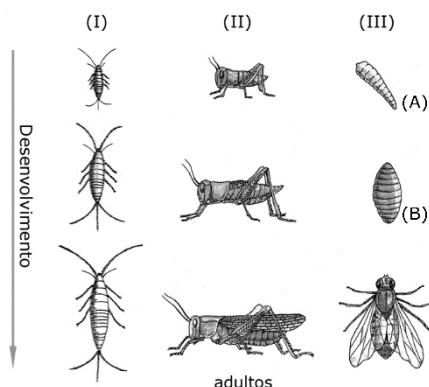 (I) (II) (III)
(A)
Desenvolvimento
(B)
adultos